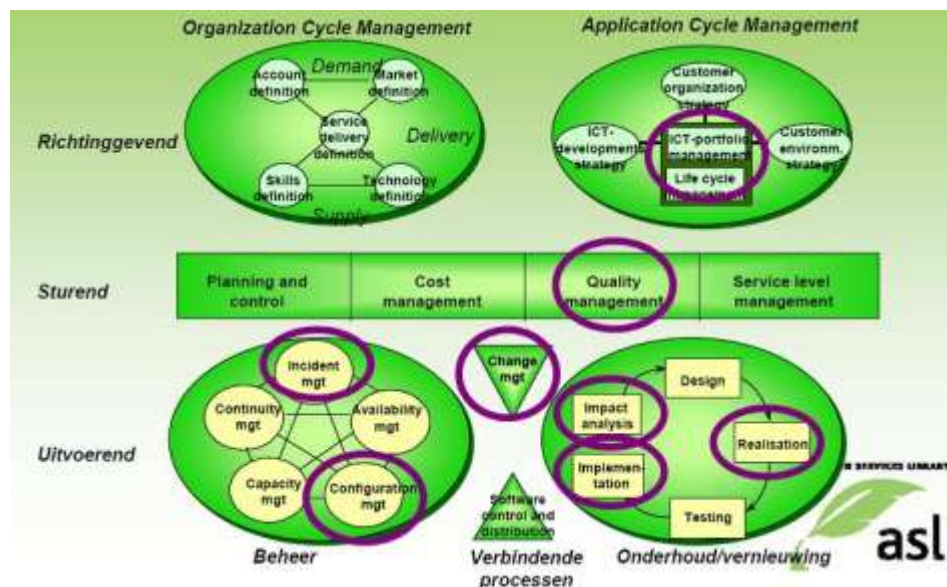 Organization Cycle Management
Application Cycle Management
Richtinggevend
Account
definition
Demand
Market
definition
Service
delivery
definition
Delivery
Skills
definition
Technology
definition
Supply
Customer
organization
strategy
ICT-
development
strategy
ICT-portfolio
management
Customer
environm.
strategy
Life cycle
management
Sturend
Planning and
control
Cost
management
Quality
management
Service level
management
Uitvoerend
Incident
mgt
Continuity
mgt
Availability
mgt
Capacity
mgt
Configuration
mgt
Beheer
Change
mgt
Software
control and
distribution
Verbindende
processen
Design
Impact
analysis
Realisation
Implemen-
tation
Testing
Onderhoud/vernieuwing
SERVICES LIBRARY
asl